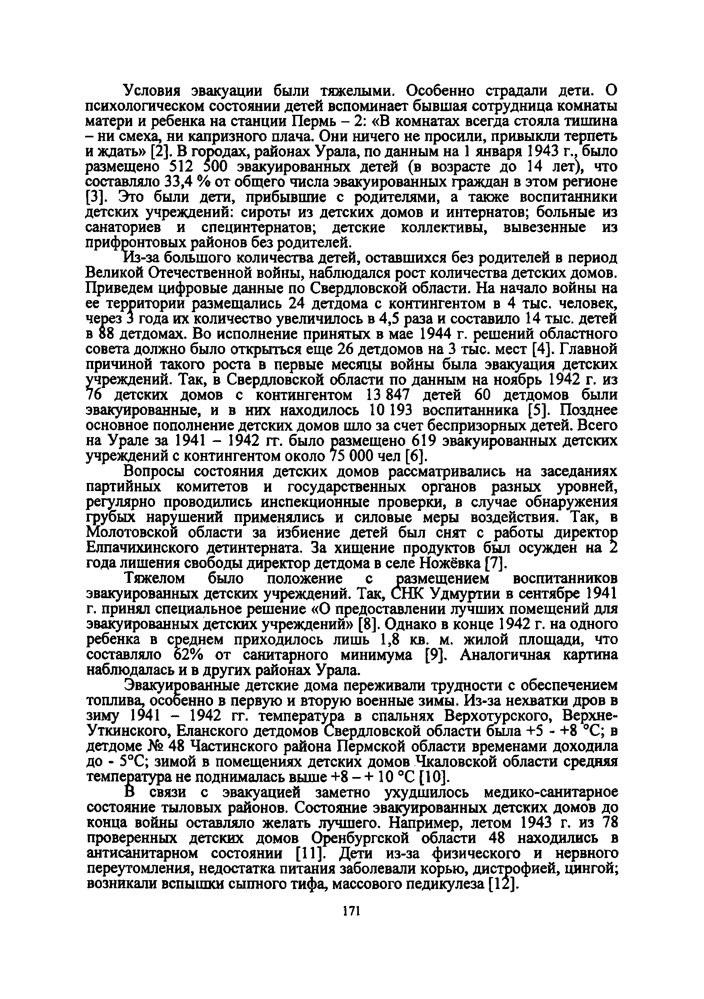 Условия эвакуации были тяжелыми. Особенно страдали дети. О
психологическом состоянии детей вспоминает бывшая сотрудница комнаты
матери и ребенка на станции Пермь – 2: «В комнатах всегда стояла тишина
– ни смеха, ни капризного плача. Они ничего не просили, привыкли терпеть
и ждать» [2]. В городах, районах Урала, по данным на 1 января 1943 г., было
размещено 512 500 эвакуированных детей (в возрасте до 14 лет), что
составляло 33,4 % от общего числа эвакуированных граждан в этом регионе
[3]. Это были дети, прибывшие с родителями, а также воспитанники
детских учреждений: сироты из детских домов и интернатов; больные из
санаториев и специнтернатов; детские коллективы, вывезенные из
прифронтовых районов без родителей.
Из-за большого количества детей, оставшихся без родителей в период
Великой Отечественной войны, наблюдался рост количества детских домов.
Приведем цифровые данные по Свердловской области. На начало войны на
ее территории размещались 24 детдома с контингентом в 4 тыс. человек,
через 3 года их количество увеличилось в 4,5 раза и составило 14 тыс. детей
в 88 детдомах. Во исполнение принятых в мае 1944 г. решений областного
совета должно было открыться еще 26 детдомов на 3 тыс. мест [4]. Главной
причиной такого роста в первые месяцы войны была эвакуация детских
учреждений. Так, в Свердловской области по данным на ноябрь 1942 г. из
76 детских домов с контингентом 13 847 детей 60 детдомов были
эвакуированные, и в них находилось 10 193 воспитанника [5]. Позднее
основное пополнение детских домов шло за счет беспризорных детей. Всего
на Урале за 1941 – 1942 гг. было размещено 619 эвакуированных детских
учреждений с контингентом около 75 000 чел [6].
Вопросы состояния детских домов рассматривались на заседаниях
партийных комитетов и государственных органов разных уровней,
регулярно проводились инспекционные проверки, в случае обнаружения
грубых нарушений применялись и силовые меры воздействия. Так, в
Молотовской области за избиение детей был снят с работы директор
Елпачихинского детинтерната. За хищение продуктов был осужден на 2
года лишения свободы директор детдома в селе Ножёвка [7].
Тяжелом было положение с размещением воспитанников
эвакуированных детских учреждений. Так, СНК Удмуртии в сентябре 1941
г. принял специальное решение «О предоставлении лучших помещений для
эвакуированных детских учреждений» [8]. Однако в конце 1942 г. на одного
ребенка в среднем приходилось лишь 1,8 кв. м. жилой площади, что
составляло 62% от санитарного минимума [9]. Аналогичная картина
наблюдалась и в других районах Урала.
Эвакуированные детские дома переживали трудности с обеспечением
топлива, особенно в первую и вторую военные зимы. Из-за нехватки дров в
зиму 1941 – 1942 гг. температура в спальнях Верхотурского, Верхне-
Уткинского, Еланского детдомов Свердловской области была +5 - +8 °С; в
детдоме № 48 Частинского района Пермской области временами доходила
до - 5°С; зимой в помещениях детских домов Чкаловской области средняя
температура не поднималась выше +8 – + 10 °С [10].
В связи с эвакуацией заметно ухудшилось медико-санитарное
состояние тыловых районов. Состояние эвакуированных детских домов до
конца войны оставляло желать лучшего. Например, летом 1943 г. из 78
проверенных детских домов Оренбургской области 48 находились в
антисанитарном состоянии [11]. Дети из-за физического и нервного
переутомления, недостатка питания заболевали корью, дистрофией, цингой;
возникали вспышки сыпного тифа, массового педикулеза [12].
171